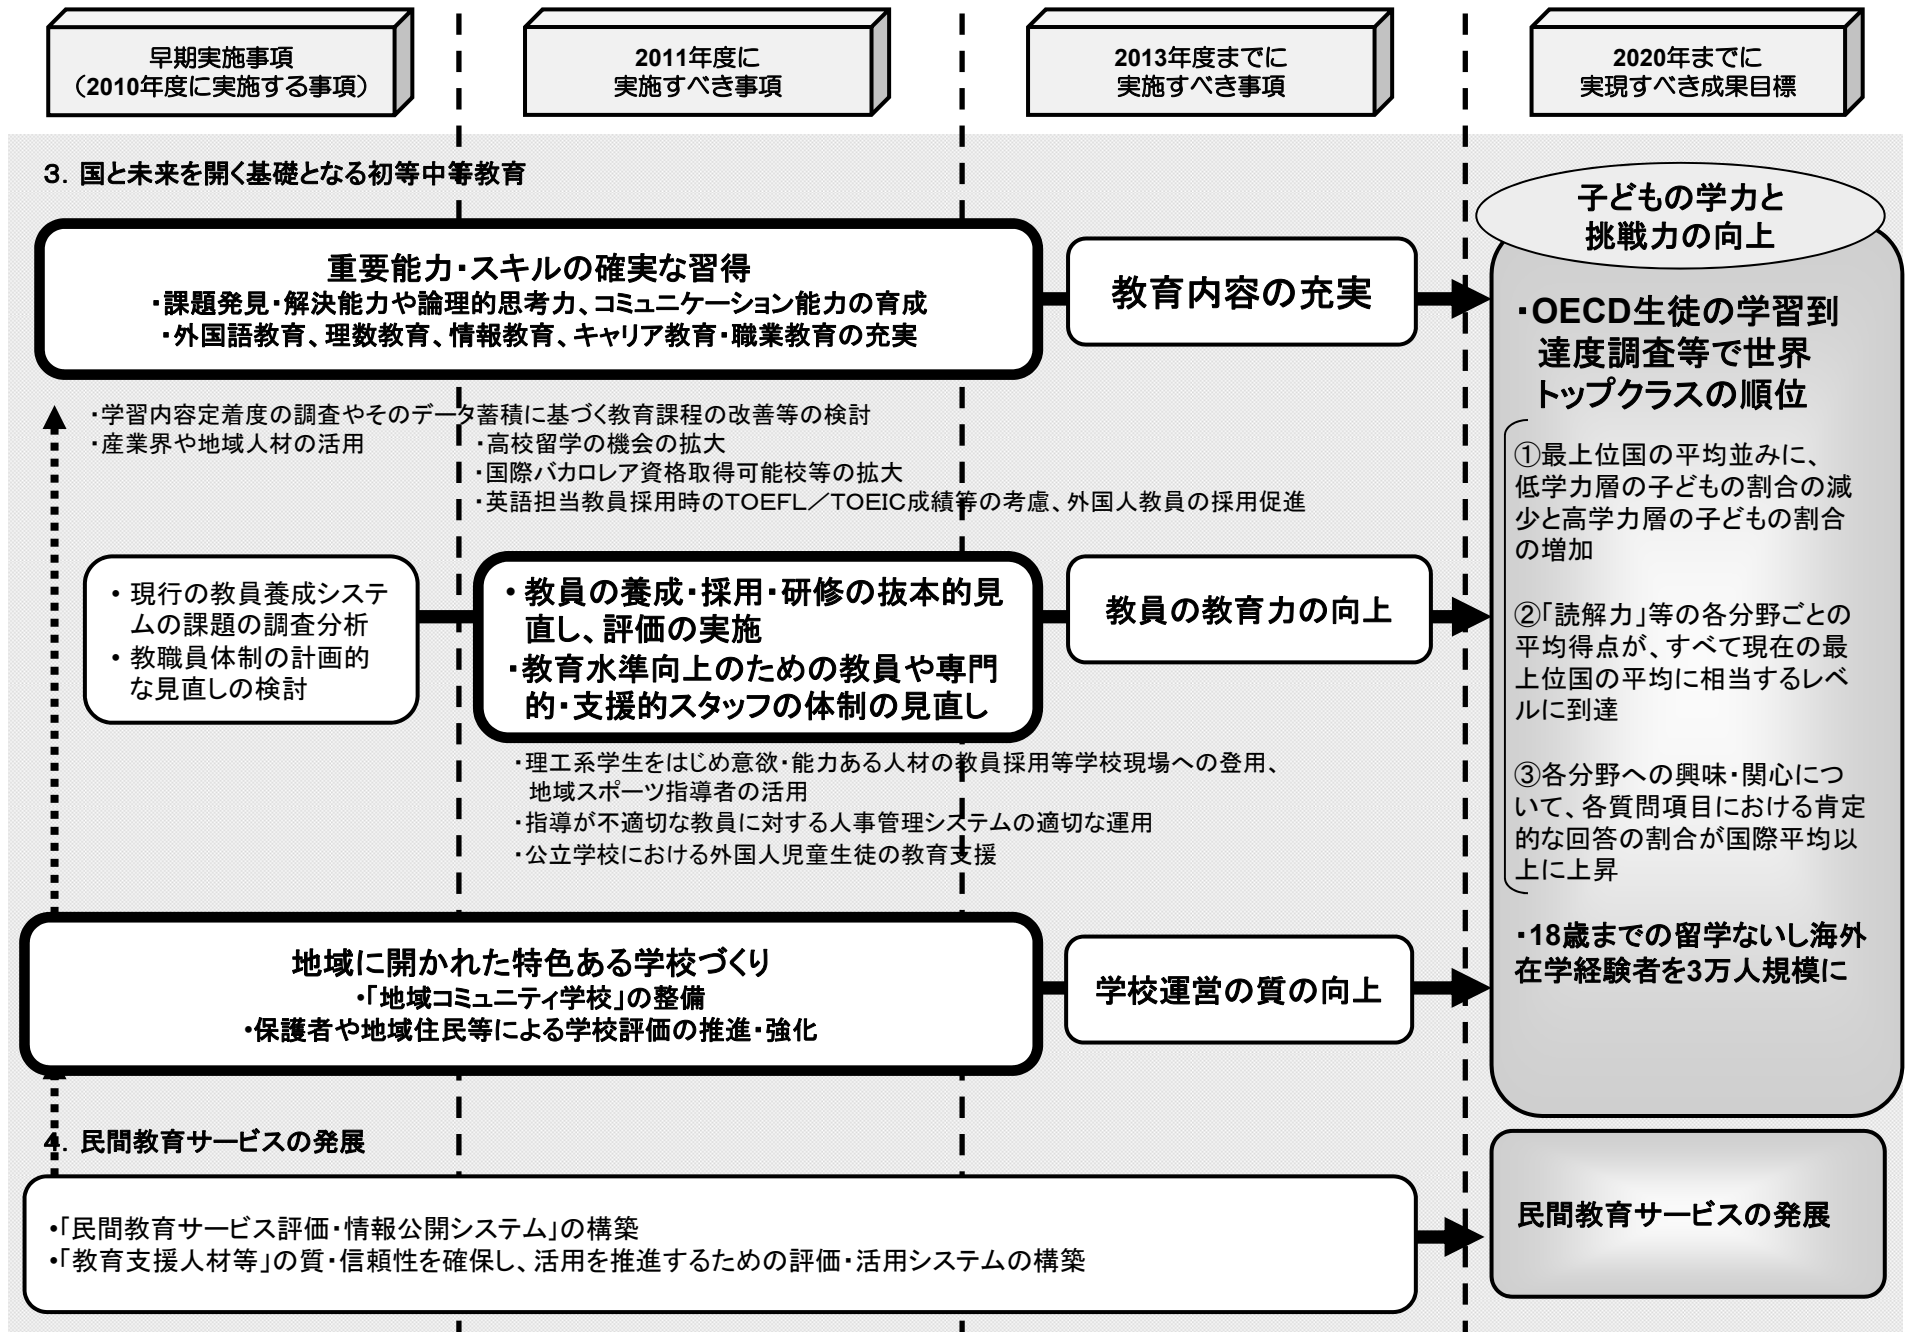 早期実施事項
（2010年度に実施する事項）
2011年度に
実施すべき事項
2013年度までに
実施すべき事項
2020年までに
実現すべき成果目標
３．国と未来を開く基礎となる初等中等教育
重要能力・スキルの確実な習得
・課題発見・解決能力や論理的思考力、コミュニケーション能力の育成
・外国語教育、理数教育、情報教育、キャリア教育・職業教育の充実
教育内容の充実
・学習内容定着度の調査やそのデータ蓄積に基づく教育課程の改善等の検討
・産業界や地域人材の活用
・高校留学の機会の拡大
・国際バカロレア資格取得可能校等の拡大
・英語担当教員採用時のTOEFL／TOEIC成績等の考慮、外国人教員の採用促進
• 現行の教員養成システ
ムの課題の調査分析
• 教職員体制の計画的
な見直しの検討
• 教員の養成・採用・研修の抜本的見
直し、評価の実施
・教育水準向上のための教員や専門
的・支援的スタッフの体制の見直し
教員の教育力の向上
・理工系学生をはじめ意欲・能力ある人材の教員採用等学校現場への登用、
地域スポーツ指導者の活用
・指導が不適切な教員に対する人事管理システムの適切な運用
・公立学校における外国人児童生徒の教育支援
地域に開かれた特色ある学校づくり
・「地域コミュニティ学校」の整備
・保護者や地域住民等による学校評価の推進・強化
学校運営の質の向上
子どもの学力と
挑戦力の向上
・OECD生徒の学習到
達度調査等で世界
トップクラスの順位
①最上位国の平均並みに、
低学力層の子どもの割合の減
少と高学力層の子どもの割合
の増加
②「読解力」等の各分野ごとの
平均得点が、すべて現在の最
上位国の平均に相当するレベ
ルに到達
③各分野への興味・関心につ
いて、各質問項目における肯定
的な回答の割合が国際平均以
上に上昇
・18歳までの留学ないし海外
在学経験者を3万人規模に
４．民間教育サービスの発展
•「民間教育サービス評価・情報公開システム」の構築
•「教育支援人材等」の質・信頼性を確保し、活用を推進するための評価・活用システムの構築
民間教育サービスの発展